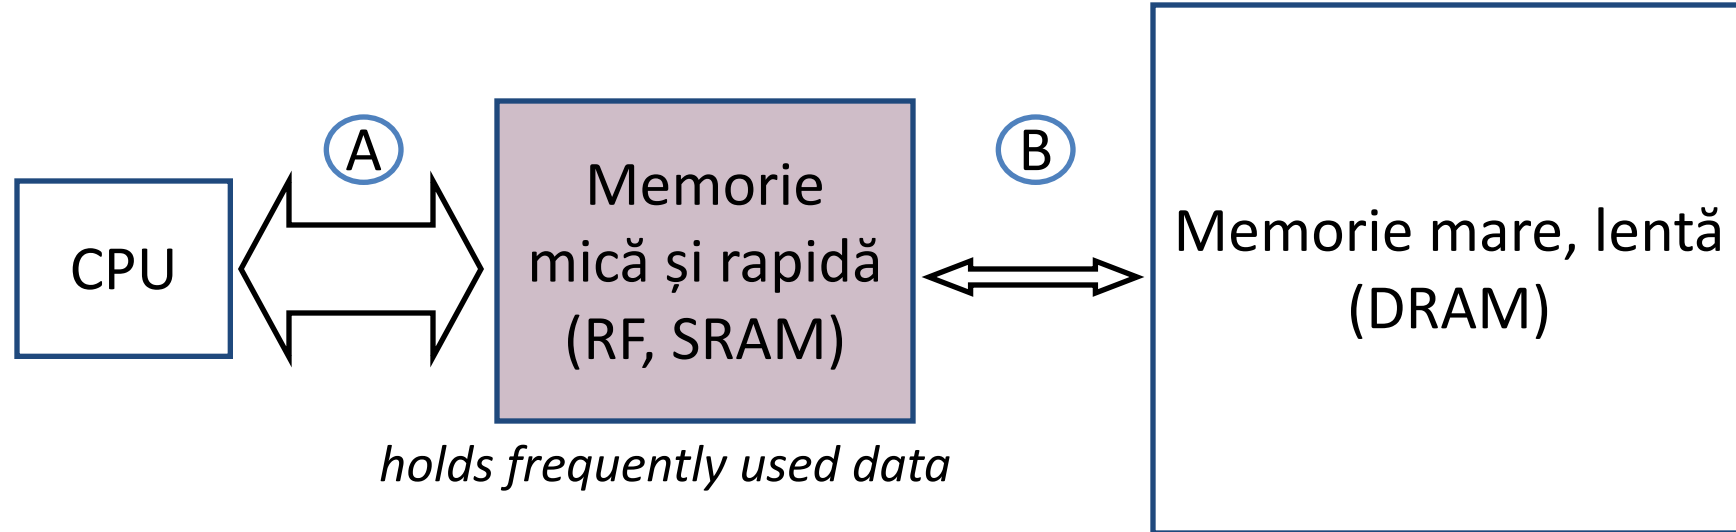 A
B
CPU
Memorie
mică și rapidă
(RF, SRAM)
Memorie mare, lentă
(DRAM)
holds frequently used data